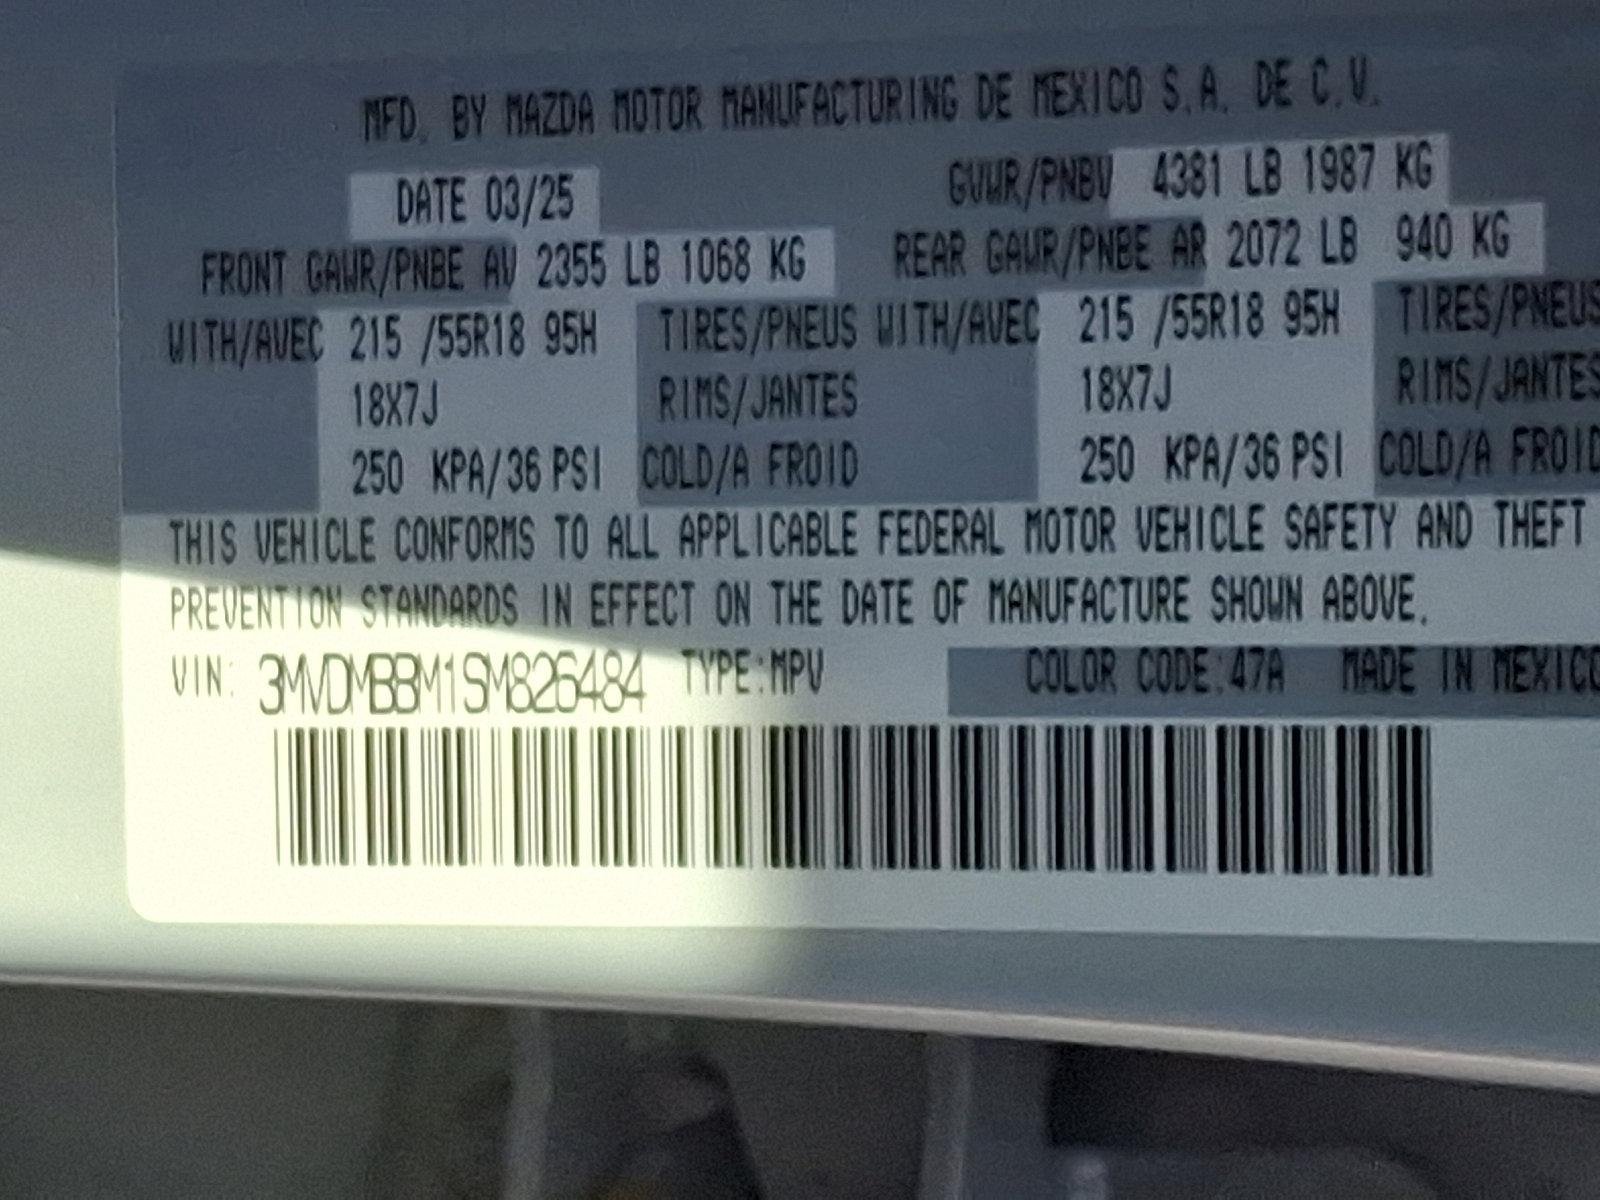 MFD. BY MAZDA MOTOR MANUFACTURING DE MEXICO S.A. DE C.V.
DATE 03/25 GVWR/PNBV 4381 LB 1987 KG
FRONT GAWR/PNBE AV 2355 LB 1068 KG REAR GAWR/PNBE AR 2072 LB 940 KG
WITH/AVEC 215 /55R18 95H TIRES/PNEUS WITH/AVEC 215 /55R18 95H TIRES/PNEUS
18X7J RIMS/JANTES 18X7J RIMS/JANTES
250 KPA/36 PSI COLD/A FROID 250 KPA/36 PSI COLD/A FROID
THIS VEHICLE CONFORMS TO ALL APPLICABLE FEDERAL MOTOR VEHICLE SAFETY AND THEFT
PREVENTION STANDARDS IN EFFECT ON THE DATE OF MANUFACTURE SHOWN ABOVE.
VIN: 3MVDMBBM1SM826484 TYPE:MPV COLOR CODE:47A MADE IN MEXICO